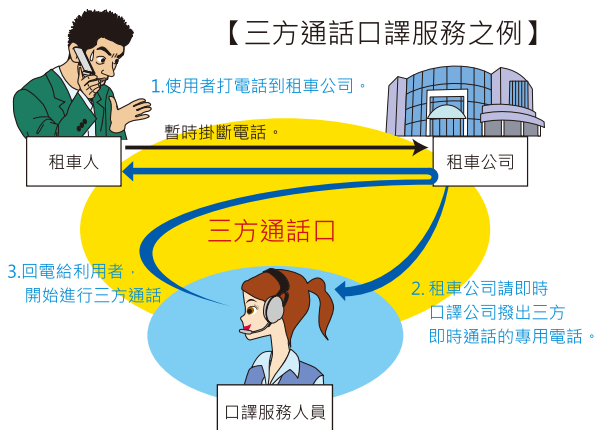 【三方通話口譯服務之例】
1.使用者打電話到租車公司。
暫時掛斷電話。
租車人
租車公司
三方通話口
3.回電給利用者，
開始進行三方通話
2. 租車公司請即時
口譯公司撥出三方
即時通話的專用電話。
口譯服務人員